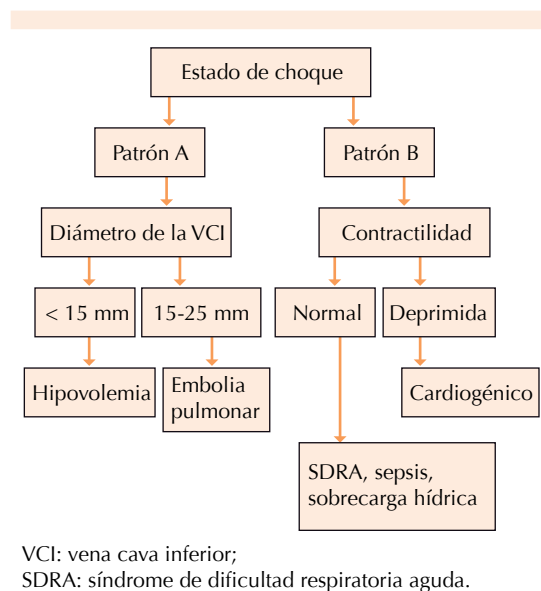 Estado de choque
Patrón A
Patrón B
Diámetro de la VCI
Contractilidad
< 15 mm
15-25 mm
Normal
Deprimida
Hipovolemia
Embolia
pulmonar
Cardiogénico
SDRA, sepsis,
sobrecarga hídrica
VCI: vena cava inferior;
SDRA: síndrome de dificultad respiratoria aguda.